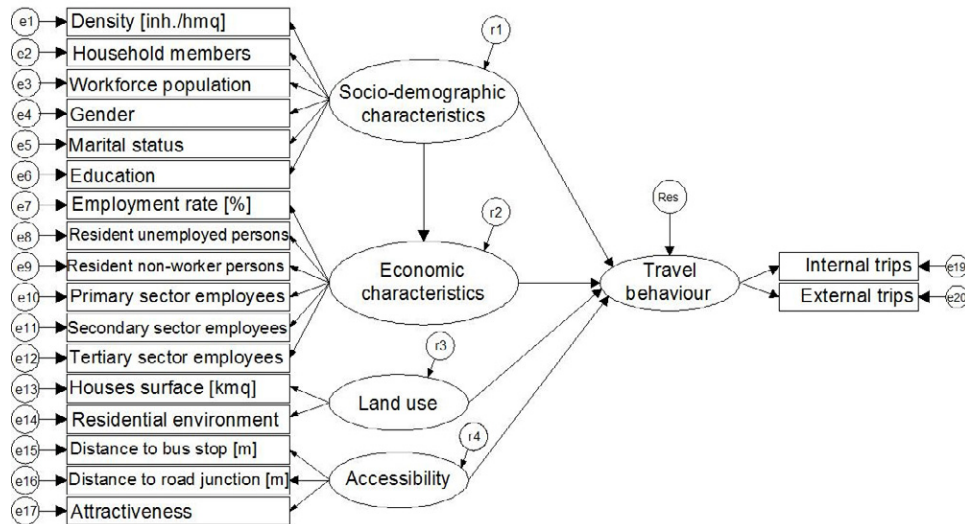 e1 Density [inh./hmq]
e2 Household members
e3 Workforce population
e4 Gender
e5 Marital status
e6 Education
e7 Employment rate [%]
e8 Resident unemployed persons
e9 Resident non-worker persons
e10 Primary sector employees
e11 Secondary sector employees
e12 Tertiary sector employees
e13 Houses surface [kmq]
e14 Residential environment
e15 Distance to bus stop [m]
e16 Distance to road junction [m]
e17 Attractiveness
r1
Socio-demographic
characteristics
r2
Economic
characteristics
r3
Land use
r4
Accessibility
Res
Travel
behaviour
Internal trips e19
External trips e20